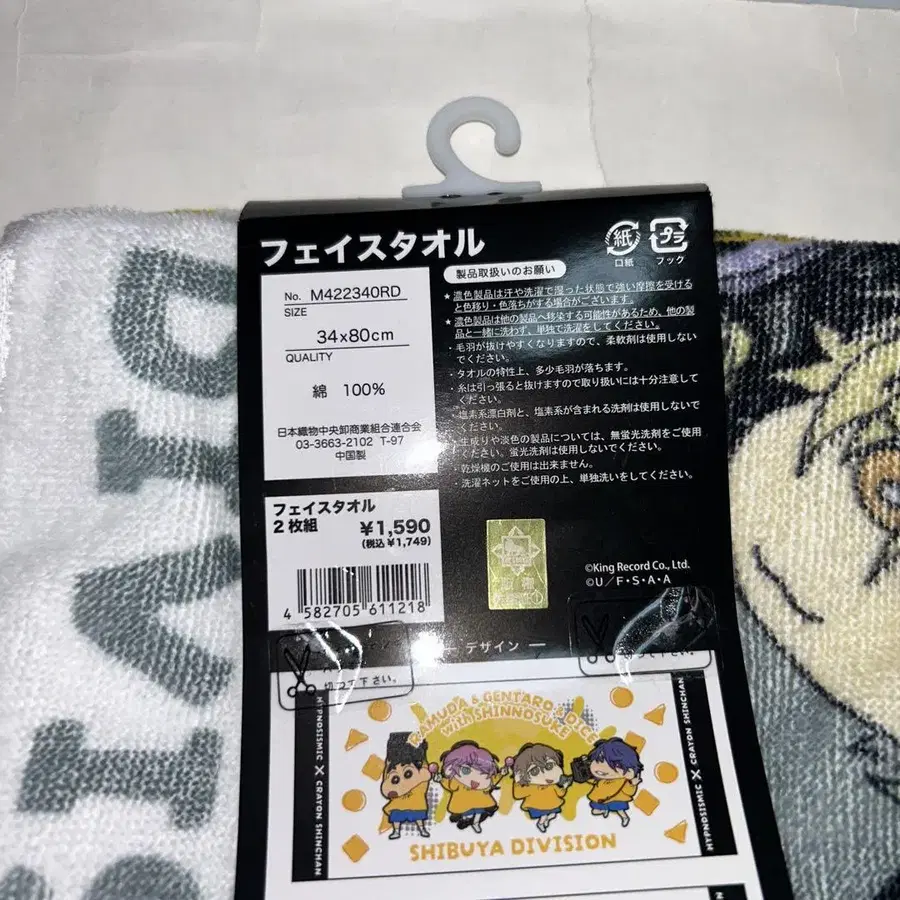 フェイスタオル
紙
口紙
プラ
フック
No. M422340RD
SIZE
34×80cm
QUALITY
綿 100%
日本織物中央卸商業組合連合会
03-3663-2102 T-97
中国製
製品取扱いのお願い
★濃色製品は汗や洗濯で湿った状態で強い摩擦を受けると色移り・色落ちがする場合がございます。
★濃色製品は他の製品へ移染する可能性があるため、他の製品と一緒に洗わず、単独で洗濯をしてください。
・毛羽が抜けやすくなりますので、柔軟剤は使用しないでください。
・タオルの特性上、多少毛羽が落ちます。
・糸は引っ張ると抜けますので取り扱いには十分注意してください。
・塩素系漂白剤と、塩素系が含まれる洗剤は使用しないでください。
・生成りや淡色の製品については、無蛍光洗剤をご使用ください。蛍光洗剤は使用しないでください。
・乾燥機のご使用は出来ません。
・洗濯ネットをご使用の上、単独洗いをしてください。
フェイスタオル
2枚組 ¥1,590
(税込¥1,749)
4 582705 611218
©King Record Co., Ltd.
©U/F・S・A・A
― デザイン ―
切って下さい。
RAMUDA & GENTARO & DICE
with SHINNOSUKE
SHIBUYA DIVISION
HYPNOSISMIC × CRAYON SHINCHAN
HYPNOSISMIC × CRAYON SHINCHAN